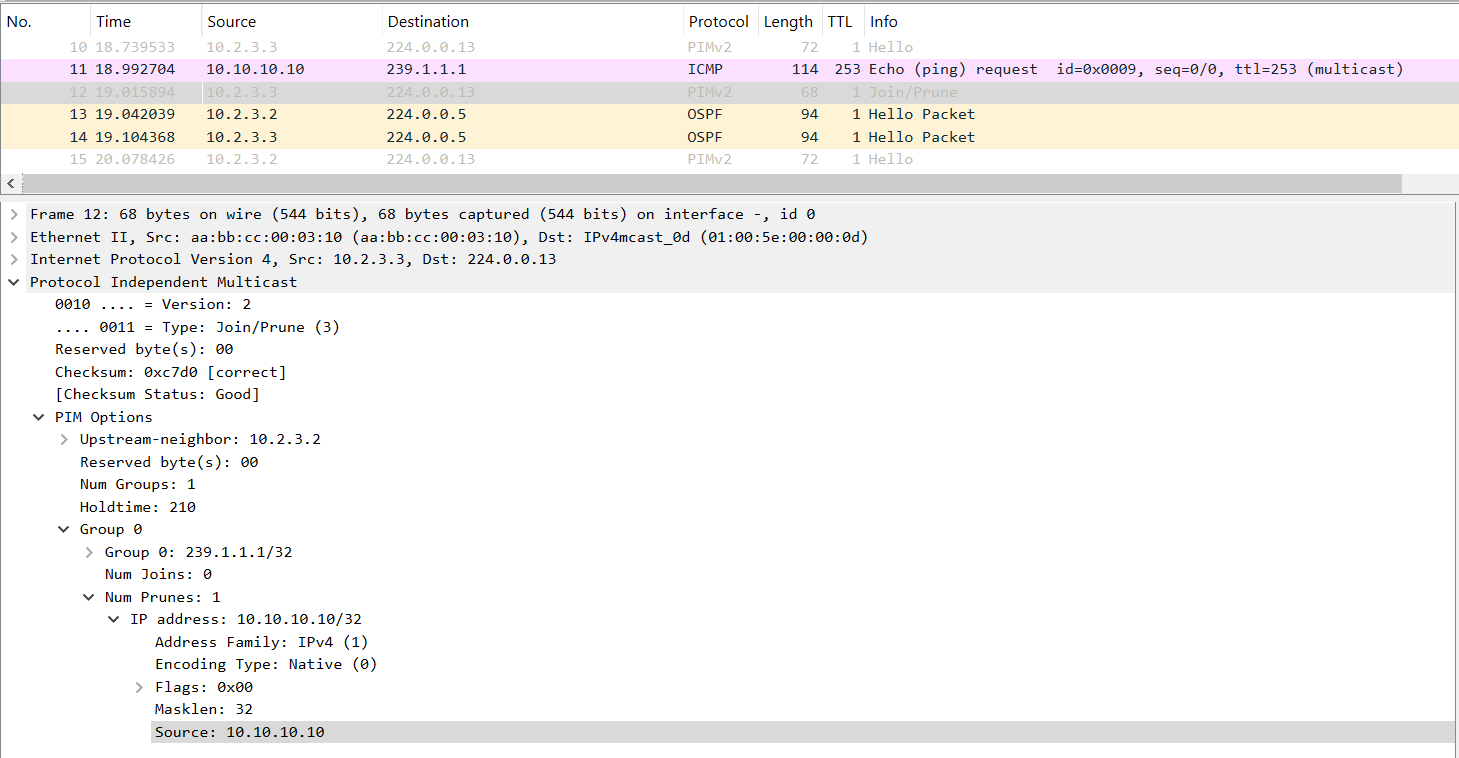 No. Time Source Destination Protocol Length TTL Info
10 18.739533 10.2.3.3 224.0.0.13 PIMv2 72 1 Hello
11 18.992704 10.10.10.10 239.1.1.1 ICMP 114 253 Echo (ping) request id=0x0009, seq=0/0, ttl=253 (multicast)
12 19.015894 10.2.3.3 224.0.0.13 PIMv2 68 1 Join/Prune
13 19.042039 10.2.3.2 224.0.0.5 OSPF 94 1 Hello Packet
14 19.104368 10.2.3.3 224.0.0.5 OSPF 94 1 Hello Packet
15 20.078426 10.2.3.2 224.0.0.13 PIMv2 72 1 Hello
Frame 12: 68 bytes on wire (544 bits), 68 bytes captured (544 bits) on interface -, id 0
Ethernet II, Src: aa:bb:cc:00:03:10 (aa:bb:cc:00:03:10), Dst: IPv4mcast_0d (01:00:5e:00:00:0d)
Internet Protocol Version 4, Src: 10.2.3.3, Dst: 224.0.0.13
Protocol Independent Multicast
0010 .... = Version: 2
.... 0011 = Type: Join/Prune (3)
Reserved byte(s): 00
Checksum: 0xc7d0 [correct]
[Checksum Status: Good]
PIM Options
Upstream-neighbor: 10.2.3.2
Reserved byte(s): 00
Num Groups: 1
Holdtime: 210
Group 0
Group 0: 239.1.1.1/32
Num Joins: 0
Num Prunes: 1
IP address: 10.10.10.10/32
Address Family: IPv4 (1)
Encoding Type: Native (0)
Flags: 0x00
Masklen: 32
Source: 10.10.10.10